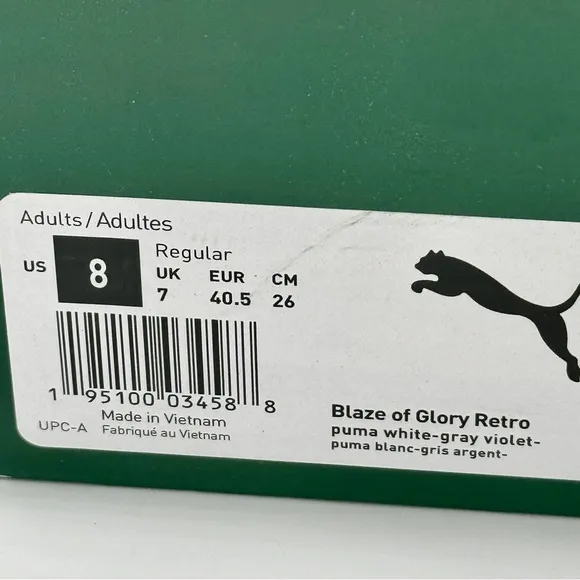 Adults / Adultes
Regular
US 8 UK EUR CM
7 40.5 26
1 95100 03458 8
UPC-A
Made in Vietnam
Fabriqué au Vietnam
Blaze of Glory Retro
puma white-gray violet-
puma blanc-gris argent-